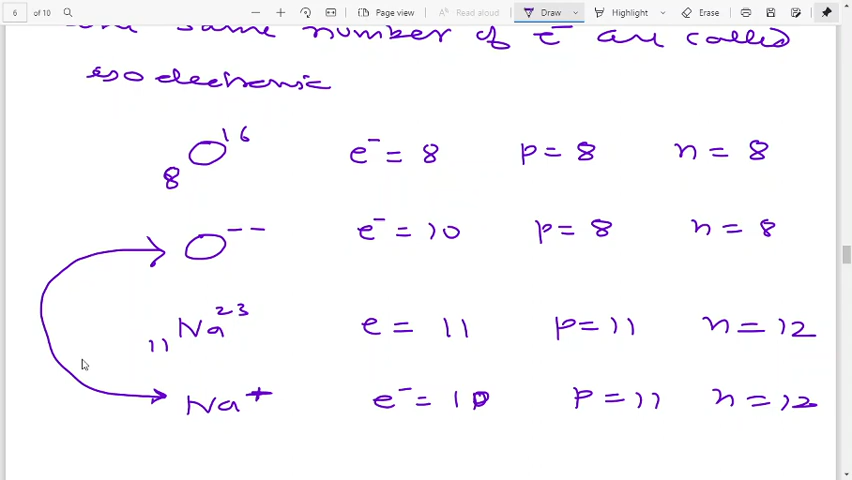 6 of 10 Page view Read aloud Draw Highlight Erase
same number of e⁻ are called
isoelectronic
₈O¹⁶ e⁻ = 8 p = 8 n = 8
O⁻⁻ e⁻ = 10 p = 8 n = 8
₁₁Na²³ e = 11 p = 11 n = 12
Na⁺ e⁻ = 10 p = 11 n = 12